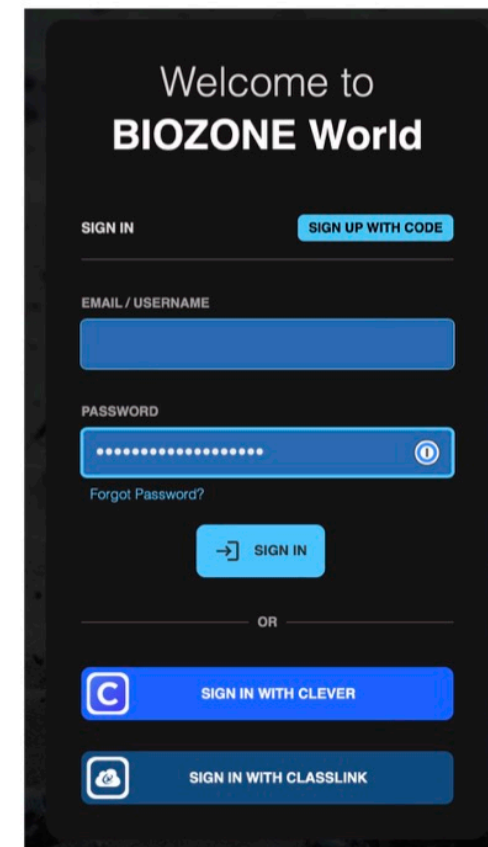 Welcome to
BIOZONE World
SIGN IN
SIGN UP WITH CODE
EMAIL / USERNAME
PASSWORD
••••••••••••••••••••
Forgot Password?
SIGN IN
OR
C
SIGN IN WITH CLEVER
SIGN IN WITH CLASSLINK